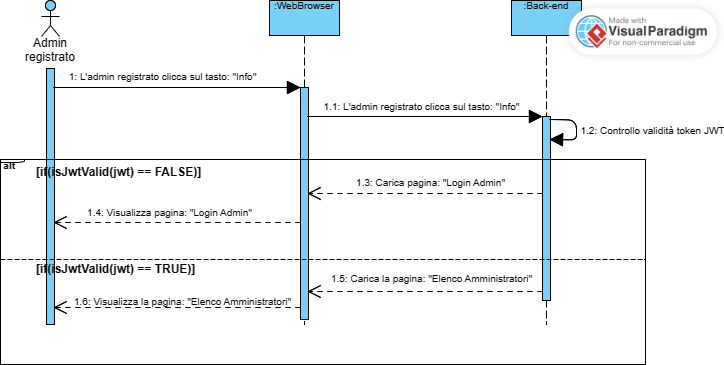 :WebBrowser
:Back-end
Made with
VisualParadigm
For non-commercial use
Admin
registrato
1: L'admin registrato clicca sul tasto: "Info"
1.1: L'admin registrato clicca sul tasto: "Info"
1.2: Controllo validità token JWT
alt
[if(isJwtValid(jwt) == FALSE)]
1.3: Carica pagina: "Login Admin"
1.4: Visualizza pagina: "Login Admin"
[if(isJwtValid(jwt) == TRUE)]
1.5: Carica la pagina: "Elenco Amministratori"
1.6: Visualizza la pagina: "Elenco Amministratori"